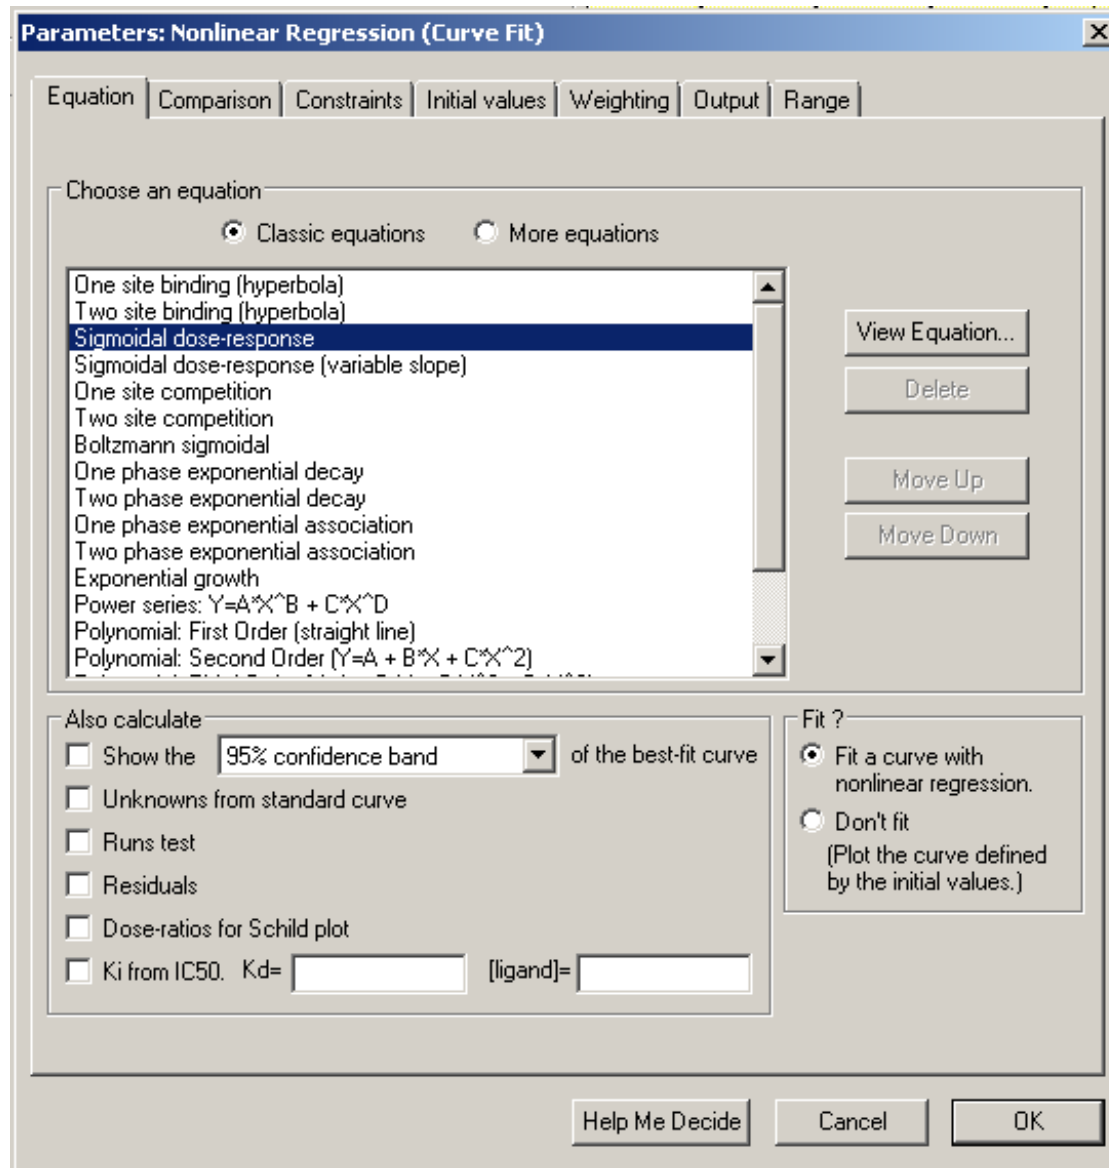 Parameters: Nonlinear Regression (Curve Fit)
Equation Comparison Constraints Initial values Weighting Output Range
Choose an equation
Classic equations More equations
One site binding (hyperbola)
Two site binding (hyperbola)
Sigmoidal dose-response
Sigmoidal dose-response (variable slope)
One site competition
Two site competition
Boltzmann sigmoidal
One phase exponential decay
Two phase exponential decay
One phase exponential association
Two phase exponential association
Exponential growth
Power series: Y=A*X^B + C*X^D
Polynomial: First Order (straight line)
Polynomial: Second Order (Y=A + B*X + C*X^2)
View Equation...
Delete
Move Up
Move Down
Also calculate
Show the 95% confidence band of the best-fit curve
Unknowns from standard curve
Runs test
Residuals
Dose-ratios for Schild plot
Ki from IC50. Kd= [ligand]=
Fit ?
Fit a curve with
nonlinear regression.
Don't fit
(Plot the curve defined
by the initial values.)
Help Me Decide Cancel OK